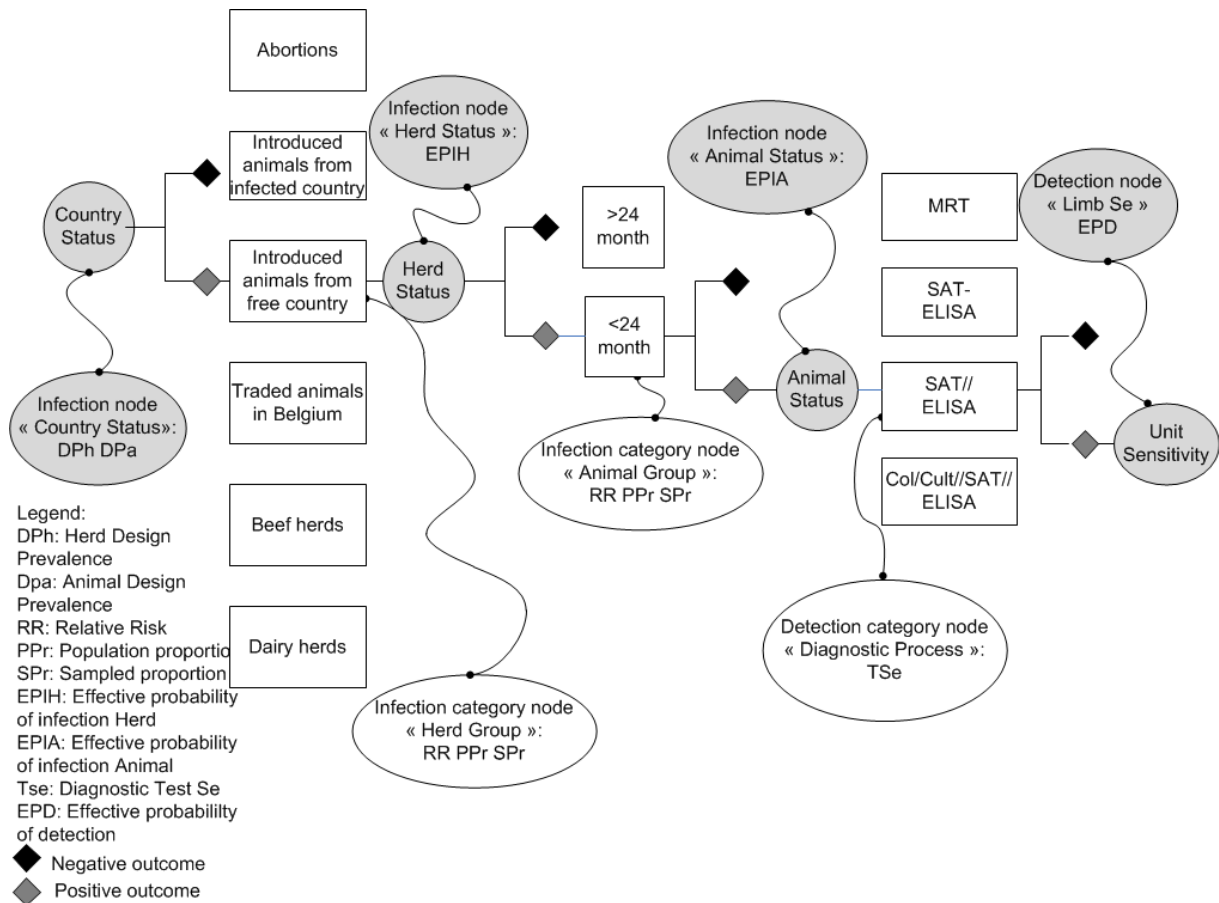 Abortions
Introduced
animals from
infected country
Introduced
animals from
free country
Traded animals
in Belgium
Beef herds
Dairy herds
Country
Status
Infection node
« Country Status»:
DPh DPa
Infection node
« Herd Status »:
EPIH
Herd
Status
Infection category node
« Herd Group »:
RR PPr SPr
>24
month
<24
month
Infection category node
« Animal Group »:
RR PPr SPr
Infection node
« Animal Status »:
EPIA
Animal
Status
MRT
SAT-
ELISA
SAT//
ELISA
Col/Cult//SAT//
ELISA
Detection category node
« Diagnostic Process »:
TSe
Detection node
« Limb Se »
EPD
Unit
Sensitivity
Legend:
DPh: Herd Design
Prevalence
Dpa: Animal Design
Prevalence
RR: Relative Risk
PPr: Population proportio
SPr: Sampled proportion
EPIH: Effective probability
of infection Herd
EPIA: Effective probability
of infection Animal
Tse: Diagnostic Test Se
EPD: Effective probabililty
of detection
Negative outcome
Positive outcome